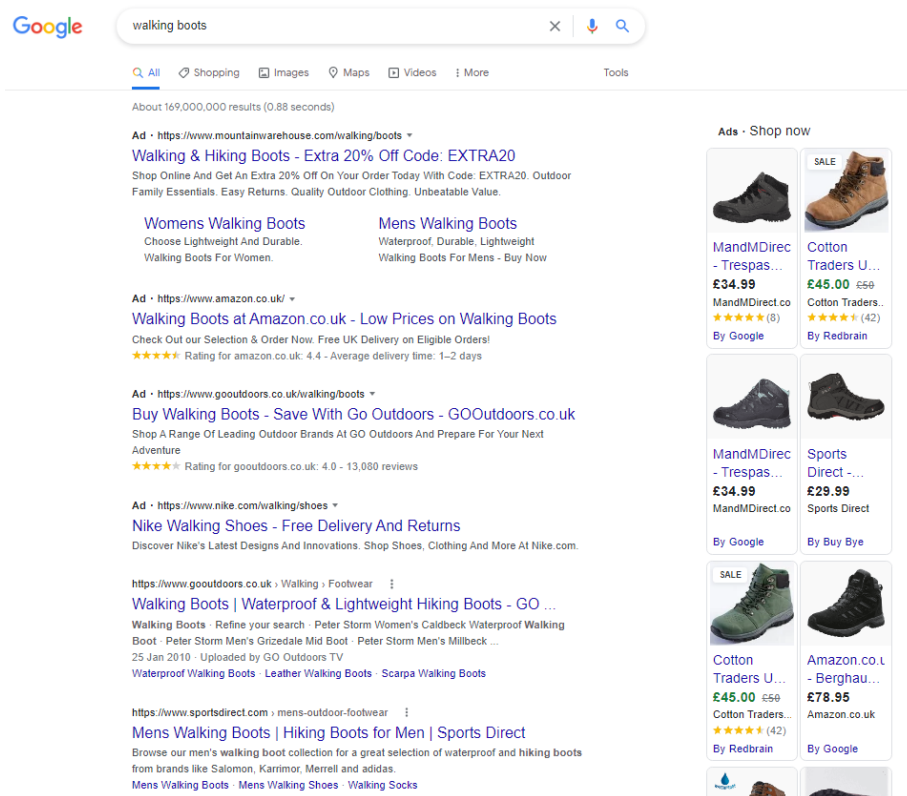 Google
walking boots
All
Shopping
Images
Maps
Videos
More
Tools
About 169,000,000 results (0.88 seconds)
Ad · https://www.mountainwarehouse.com/walking/boots
Walking & Hiking Boots - Extra 20% Off Code: EXTRA20
Shop Online And Get An Extra 20% Off On Your Order Today With Code: EXTRA20. Outdoor
Family Essentials. Easy Returns. Quality Outdoor Clothing. Unbeatable Value.
Womens Walking Boots
Choose Lightweight And Durable.
Walking Boots For Women.
Mens Walking Boots
Waterproof, Durable, Lightweight
Walking Boots For Mens - Buy Now
Ad · https://www.amazon.co.uk/
Walking Boots at Amazon.co.uk - Low Prices on Walking Boots
Check Out our Selection & Order Now. Free UK Delivery on Eligible Orders!
Rating for amazon.co.uk: 4.4 - Average delivery time: 1–2 days
Ad · https://www.gooutdoors.co.uk/walking/boots
Buy Walking Boots - Save With Go Outdoors - GOOutdoors.co.uk
Shop A Range Of Leading Outdoor Brands At GO Outdoors And Prepare For Your Next
Adventure
Rating for gooutdoors.co.uk: 4.0 - 13,080 reviews
Ad · https://www.nike.com/walking/shoes
Nike Walking Shoes - Free Delivery And Returns
Discover Nike's Latest Designs And Innovations. Shop Shoes, Clothing And More At Nike.com.
https://www.gooutdoors.co.uk › Walking › Footwear
Walking Boots | Waterproof & Lightweight Hiking Boots - GO ...
Walking Boots · Refine your search · Peter Storm Women's Caldbeck Waterproof Walking
Boot · Peter Storm Men's Grizedale Mid Boot · Peter Storm Men's Millbeck ...
25 Jan 2010 · Uploaded by GO Outdoors TV
Waterproof Walking Boots · Leather Walking Boots · Scarpa Walking Boots
https://www.sportsdirect.com › mens-outdoor-footwear
Mens Walking Boots | Hiking Boots for Men | Sports Direct
Browse our men's walking boot collection for a great selection of waterproof and hiking boots
from brands like Salomon, Karrimor, Merrell and adidas.
Mens Walking Boots · Mens Walking Shoes · Walking Socks
Ads · Shop now
MandMDirec
- Trespas...
£34.99
MandMDirect.co
(8)
By Google
SALE
Cotton
Traders U...
£45.00 £50
Cotton Traders..
(42)
By Redbrain
MandMDirec
- Trespas...
£34.99
MandMDirect.co
By Google
Sports
Direct -...
£29.99
Sports Direct
By Buy Bye
SALE
Cotton
Traders U...
£45.00 £50
Cotton Traders...
(42)
By Redbrain
Amazon.co.u
- Berghau...
£78.95
Amazon.co.uk
By Google